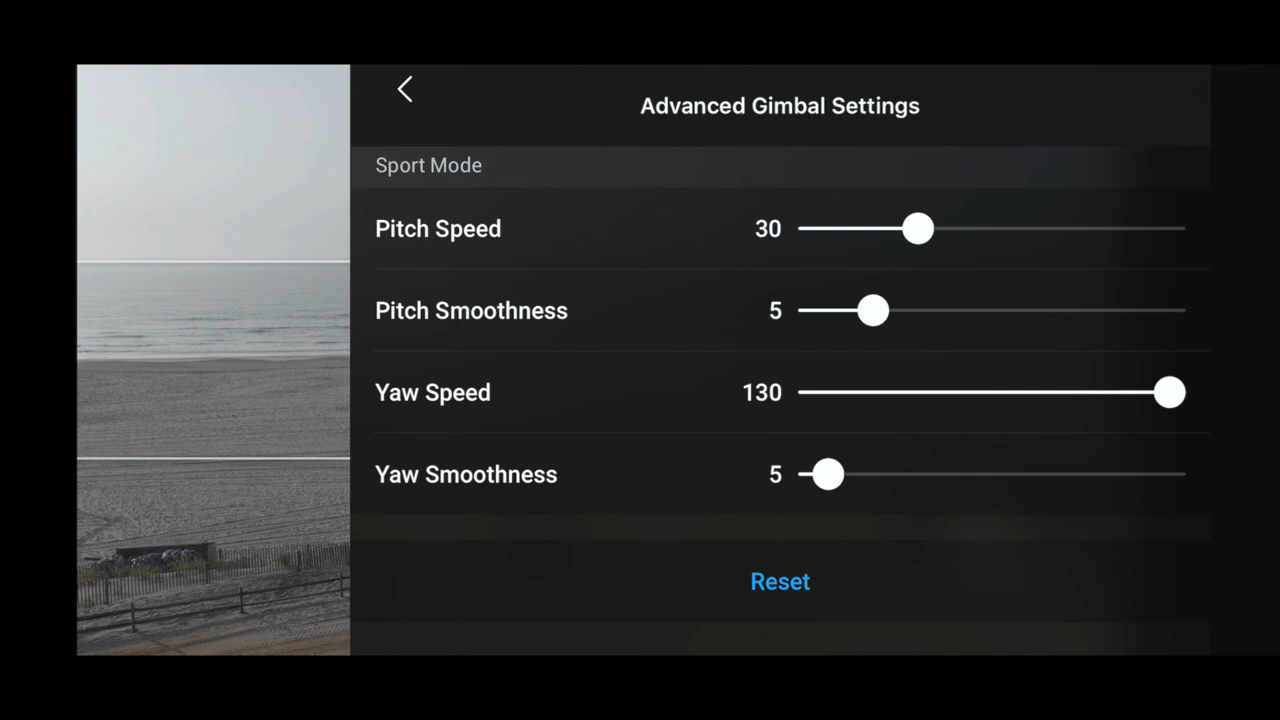 Advanced Gimbal Settings
Sport Mode
Pitch Speed 30
Pitch Smoothness 5
Yaw Speed 130
Yaw Smoothness 5
Reset